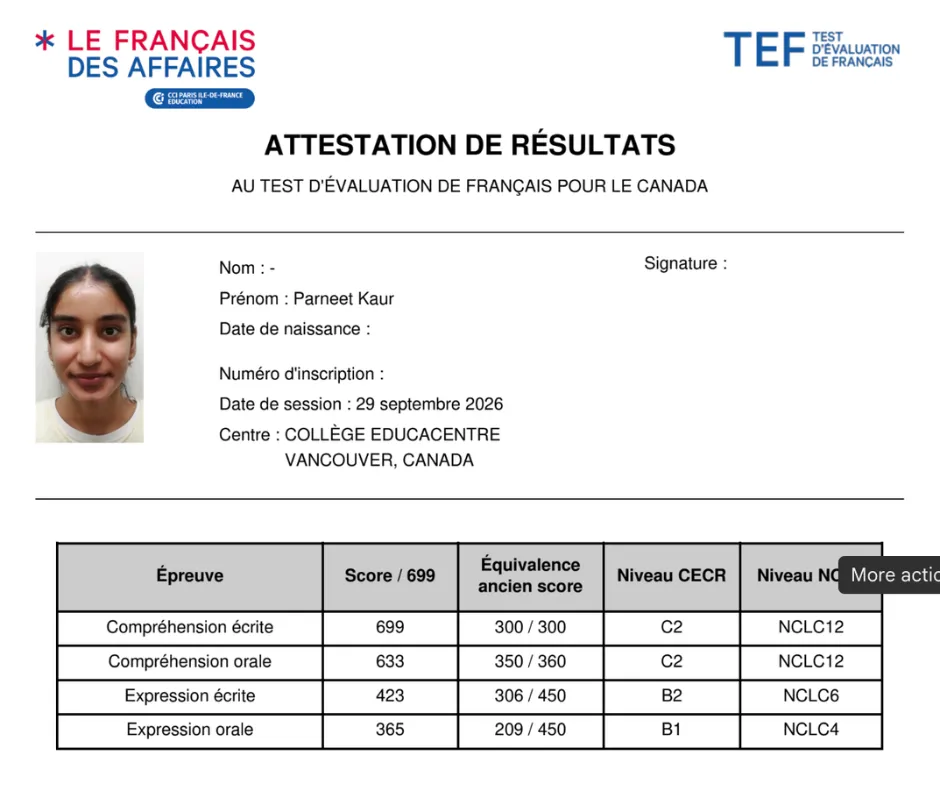 LE FRANÇAIS
DES AFFAIRES
CCI PARIS ILE-DE-FRANCE
EDUCATION
TEF TEST
D'ÉVALUATION
DE FRANÇAIS
ATTESTATION DE RÉSULTATS
AU TEST D'ÉVALUATION DE FRANÇAIS POUR LE CANADA
Nom : -
Signature :
Prénom : Parneet Kaur
Date de naissance :
Numéro d'inscription :
Date de session : 29 septembre 2026
Centre : COLLÈGE EDUCACENTRE
VANCOUVER, CANADA
Épreuve Score / 699 Équivalence ancien score Niveau CECR Niveau NC
More actio
Compréhension écrite 699 300 / 300 C2 NCLC12
Compréhension orale 633 350 / 360 C2 NCLC12
Expression écrite 423 306 / 450 B2 NCLC6
Expression orale 365 209 / 450 B1 NCLC4